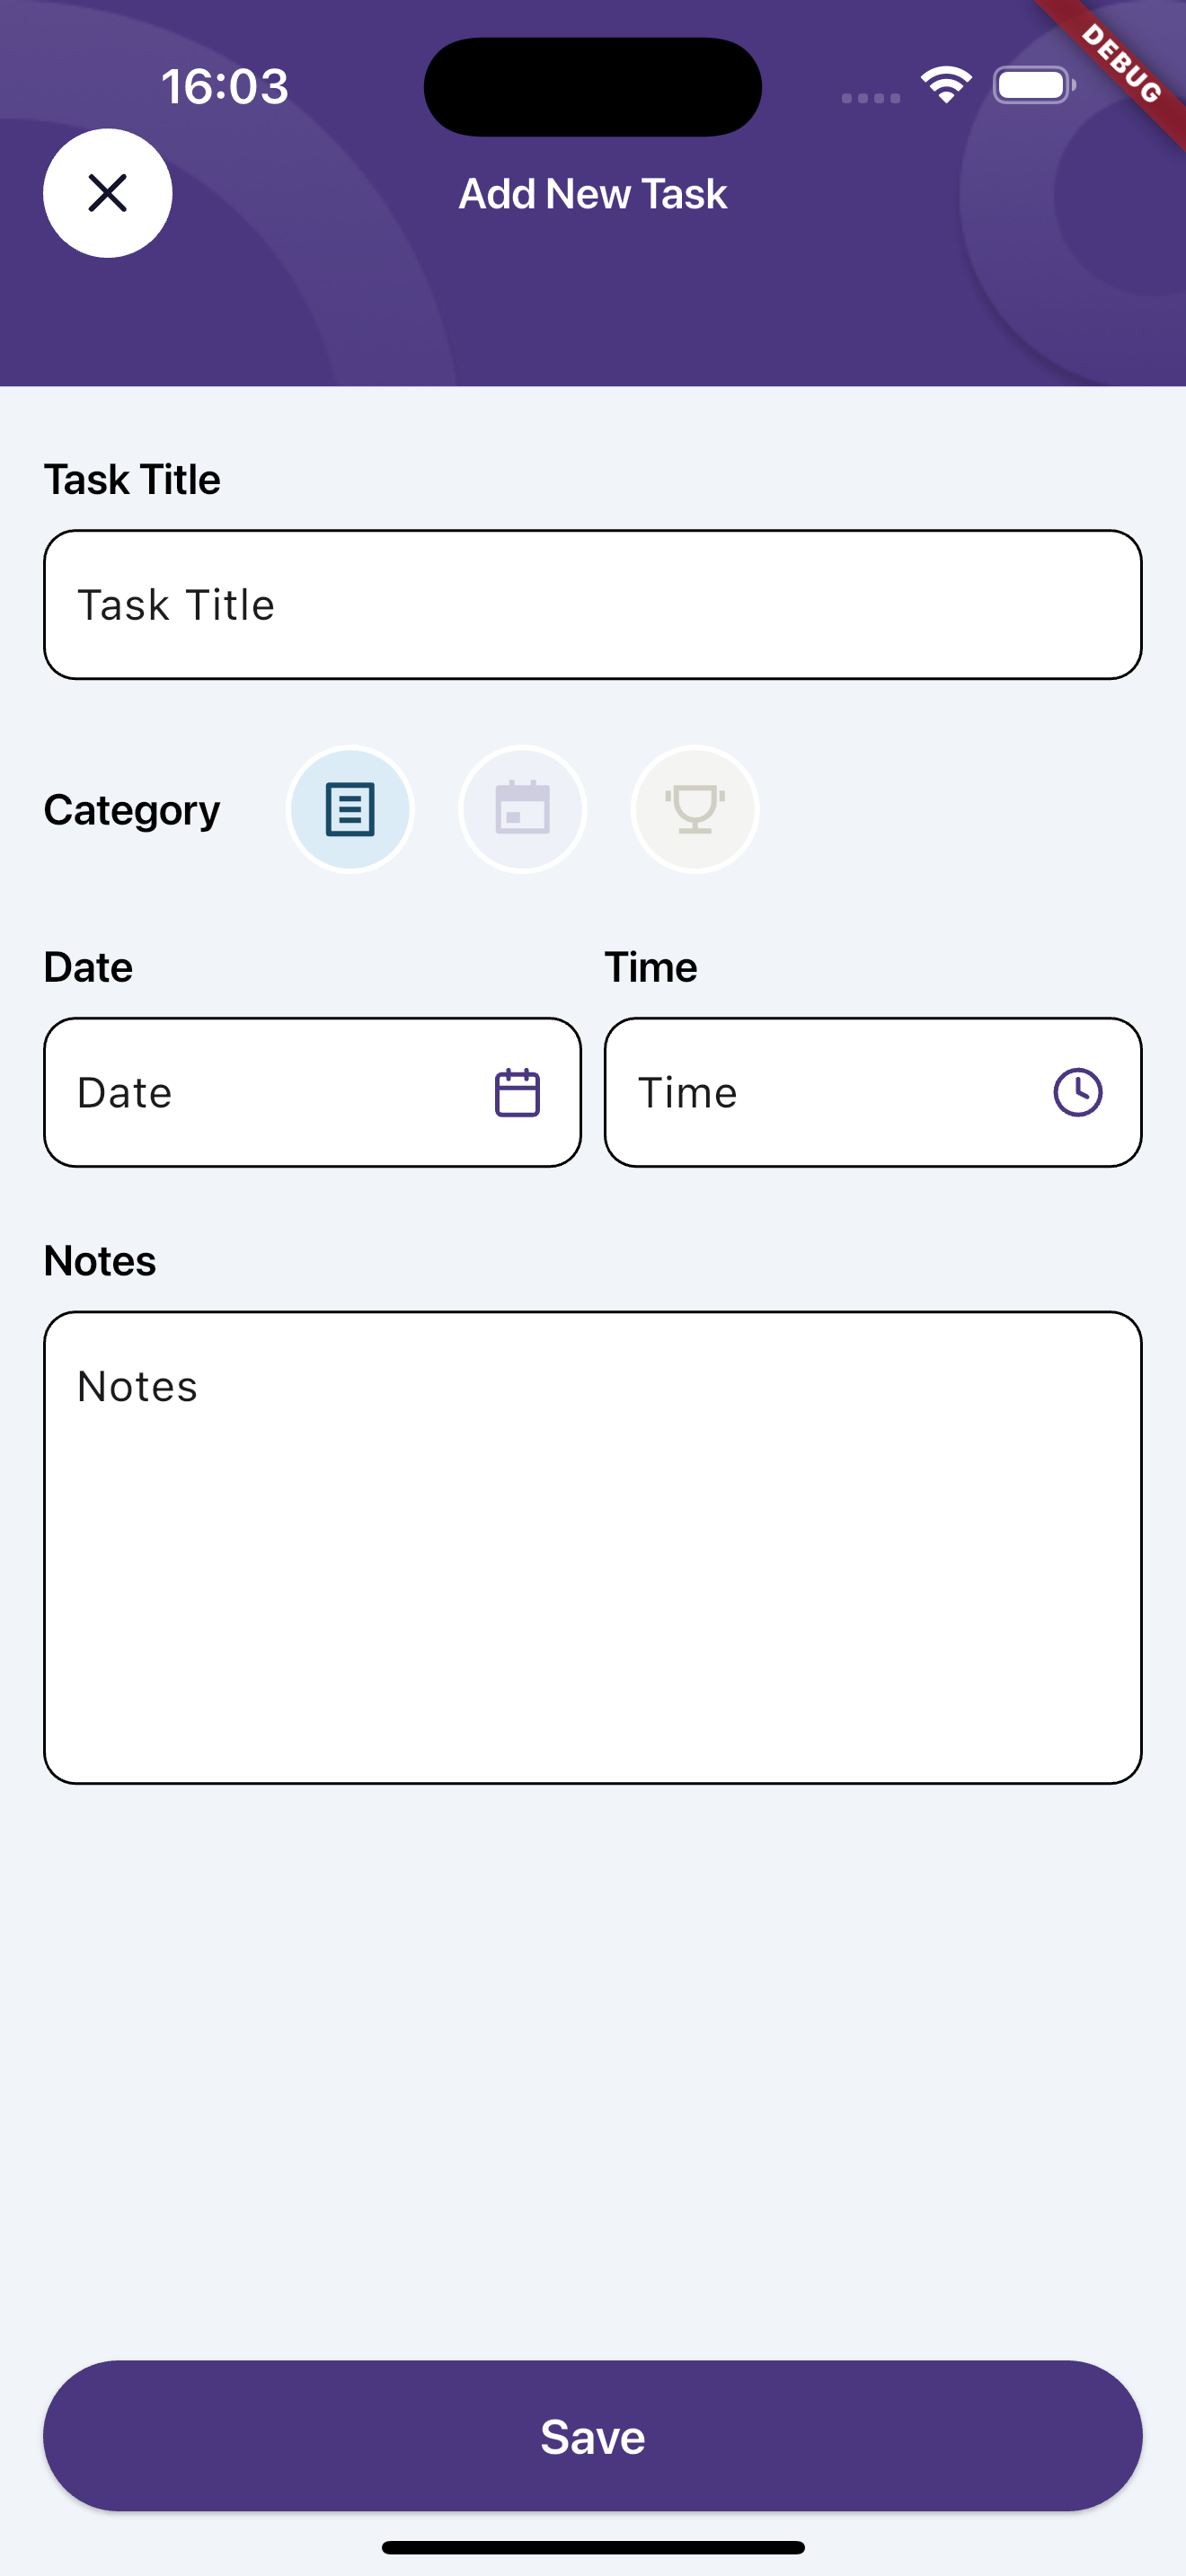 16:03
DEBUG
Add New Task
Task Title
Task Title
Category
Date Time
Date Time
Notes
Notes
Save